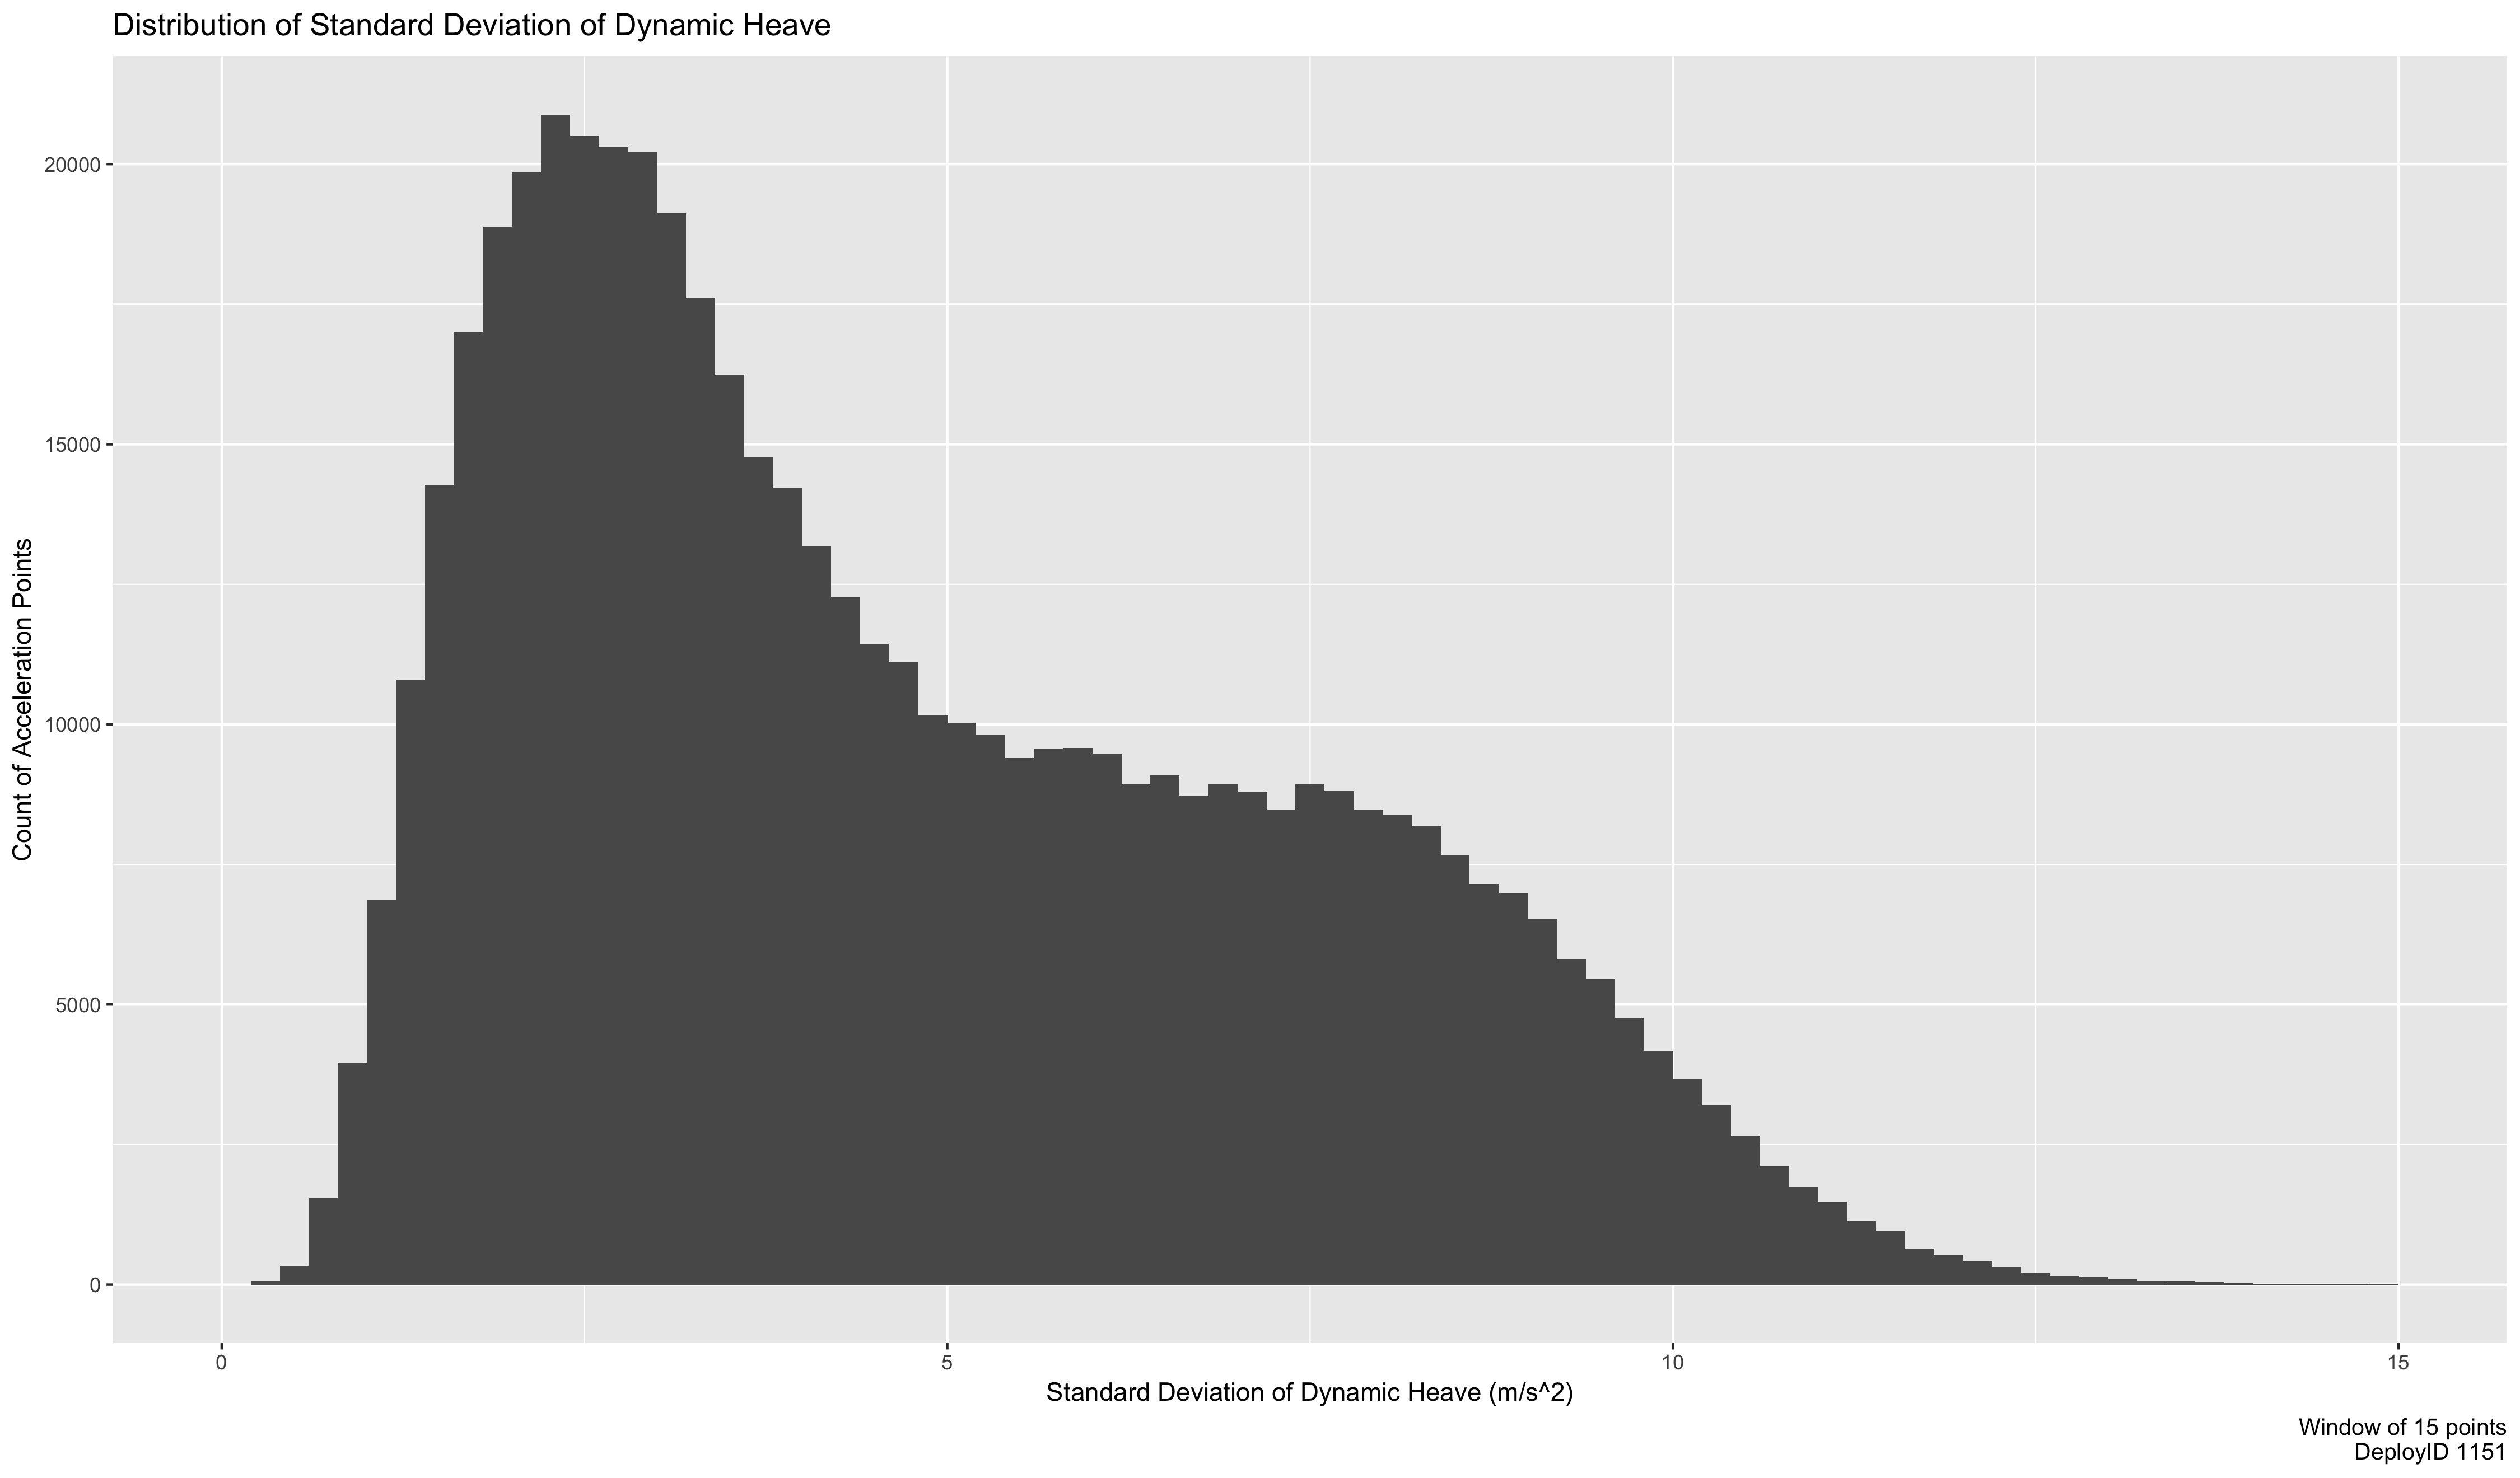 Distribution of Standard Deviation of Dynamic Heave
20000
15000
10000
5000
0
Count of Acceleration Points
0
5
10
15
Standard Deviation of Dynamic Heave (m/s^2)
Window of 15 points
DeployID 1151